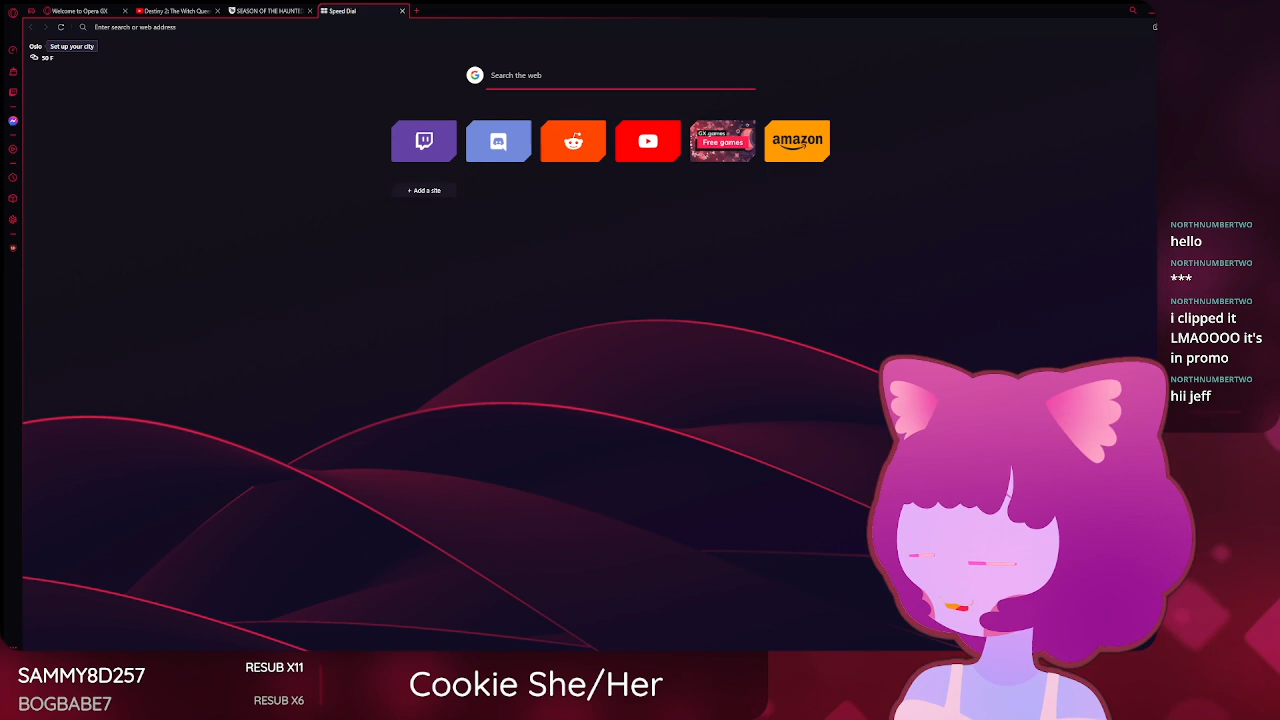 Welcome to Opera GX
Destiny 2: The Witch Quee
SEASON OF THE HAUNTE
Speed Dial
Enter search or web address
Oslo
Set up your city
50 F
Search the web
GX.games
Free games
amazon
+ Add a site
NORTHNUMBERTWO
hello
NORTHNUMBERTWO
***
NORTHNUMBERTWO
i clipped it
LMAOOOO it's
in promo
NORTHNUMBERTWO
hii jeff
SAMMY8D257
RESUB X11
BOGBABE7
RESUB X6
Cookie She/Her